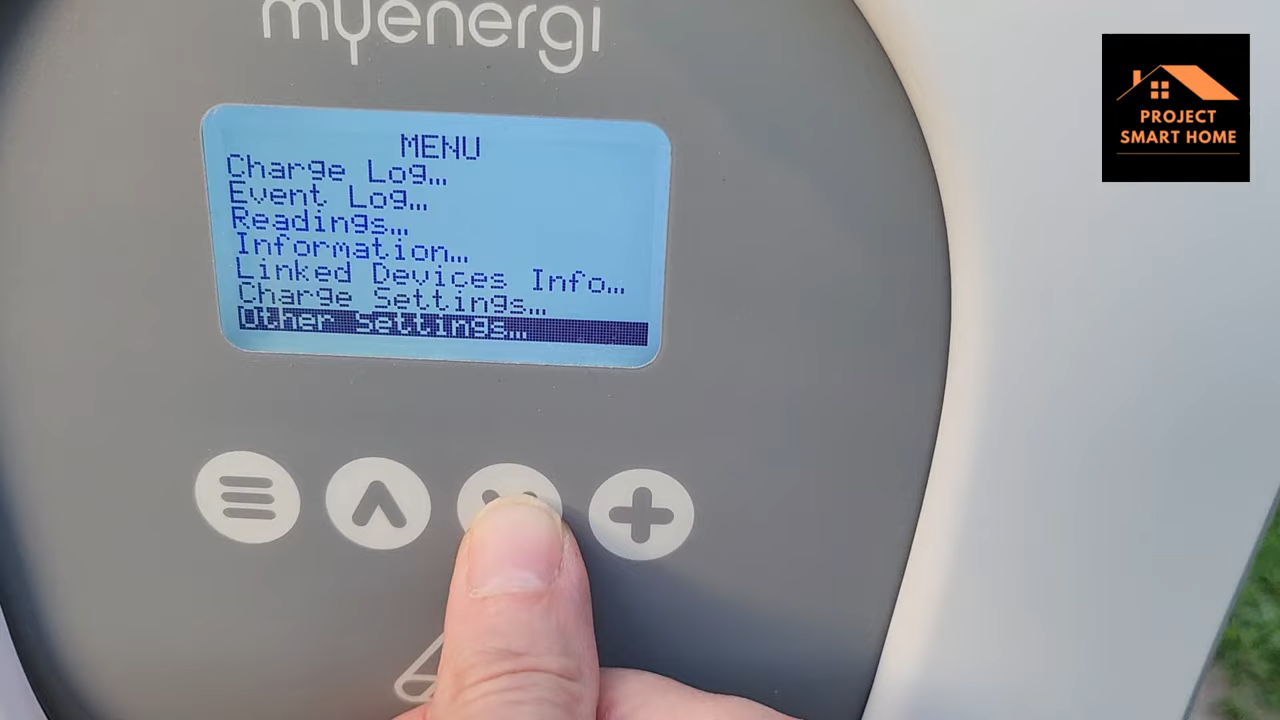 myenergi
PROJECT
SMART HOME
MENU
Charge Log...
Event Log...
Readings...
Information...
Linked Devices Info...
Charge Settings...
Other Settings...